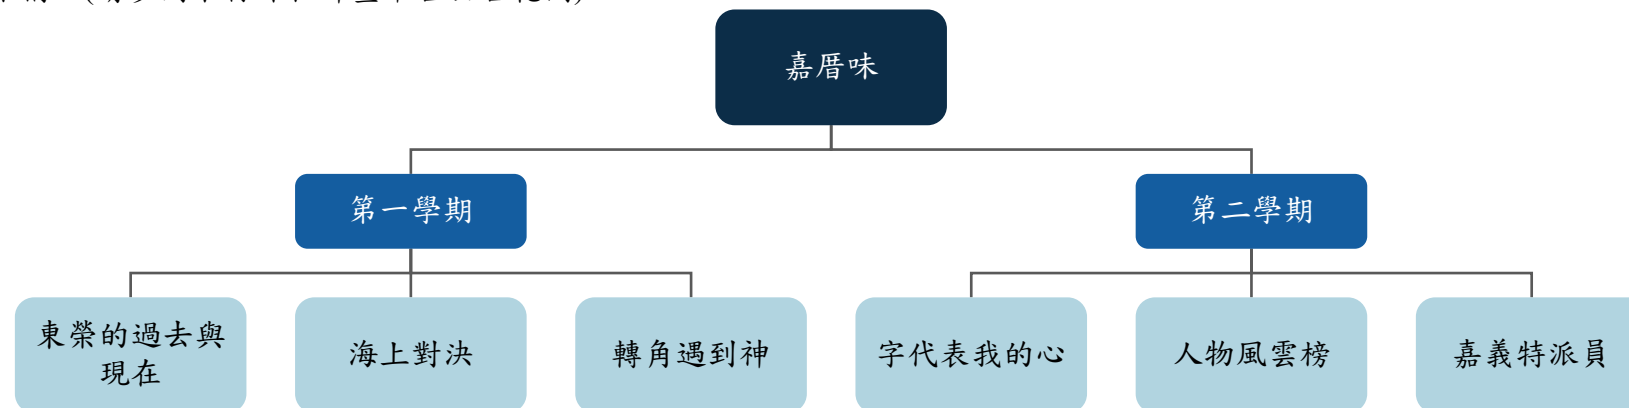 嘉厝味
第一學期
第二學期
東榮的過去與
現在
海上對決
轉角遇到神
字代表我的心
人物風雲榜
嘉義特派員